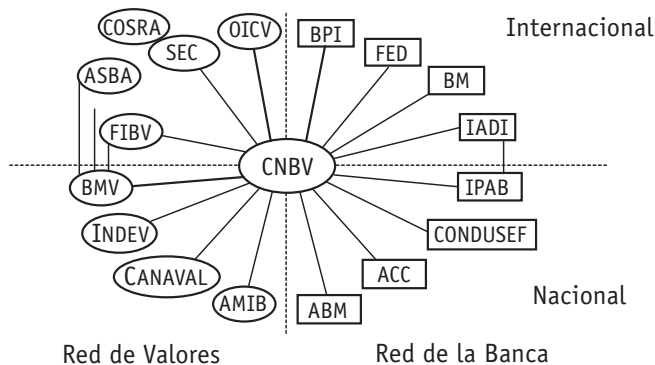 COSRA
SEC
OICV
BPI
Internacional
FED
ASBA
BM
FIBV
IADI
CNBV
BMV
IPAB
INDEV
CONDUSEF
CANAVAL
ACC
AMIB
ABM
Nacional
Red de Valores
Red de la Banca